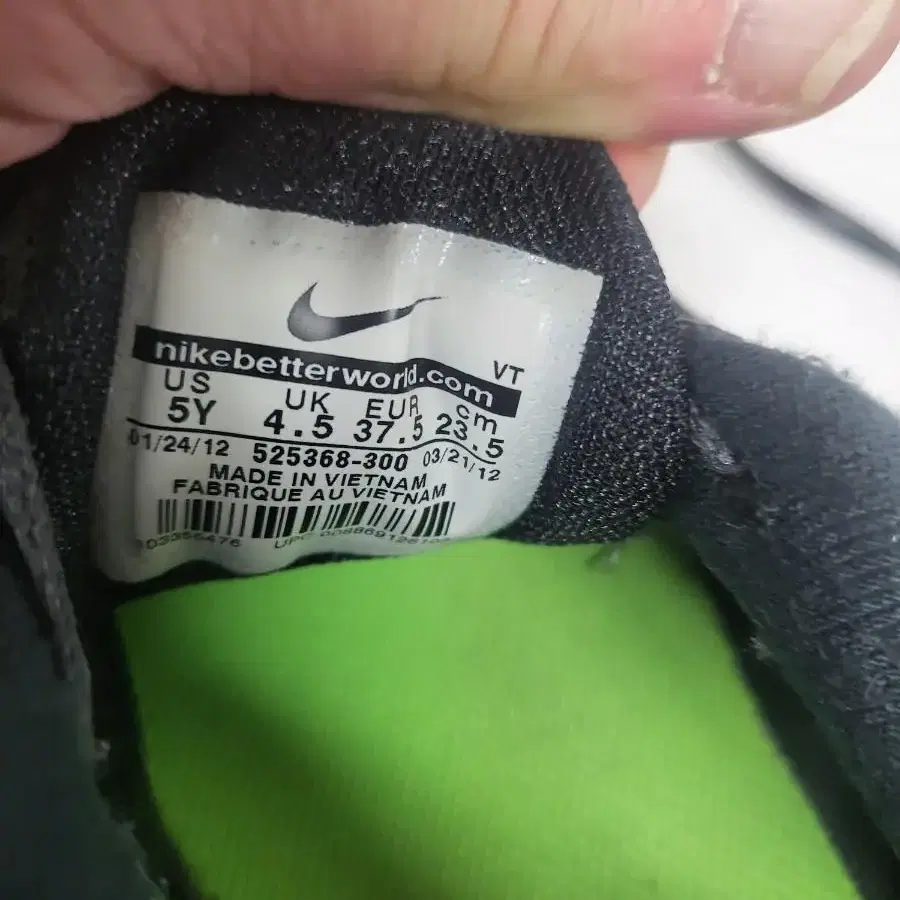 nikebetterworld.com
VT
US UK EUR cm
5Y 4.5 37.5 23.5
01/24/12 525368-300 03/21/12
MADE IN VIETNAM
FABRIQUE AU VIETNAM
UPC